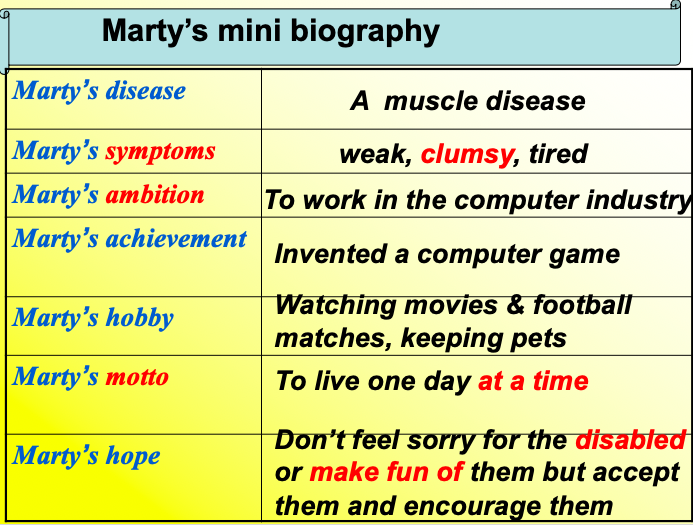 Marty's mini biography
Marty's disease
A muscle disease
Marty's symptoms
weak, clumsy, tired
Marty's ambition
To work in the computer industry
Marty's achievement
Invented a computer game
Marty's hobby
Watching movies & football
matches, keeping pets
Marty's motto
To live one day at a time
Marty's hope
Don't feel sorry for the disabled
or make fun of them but accept
them and encourage them